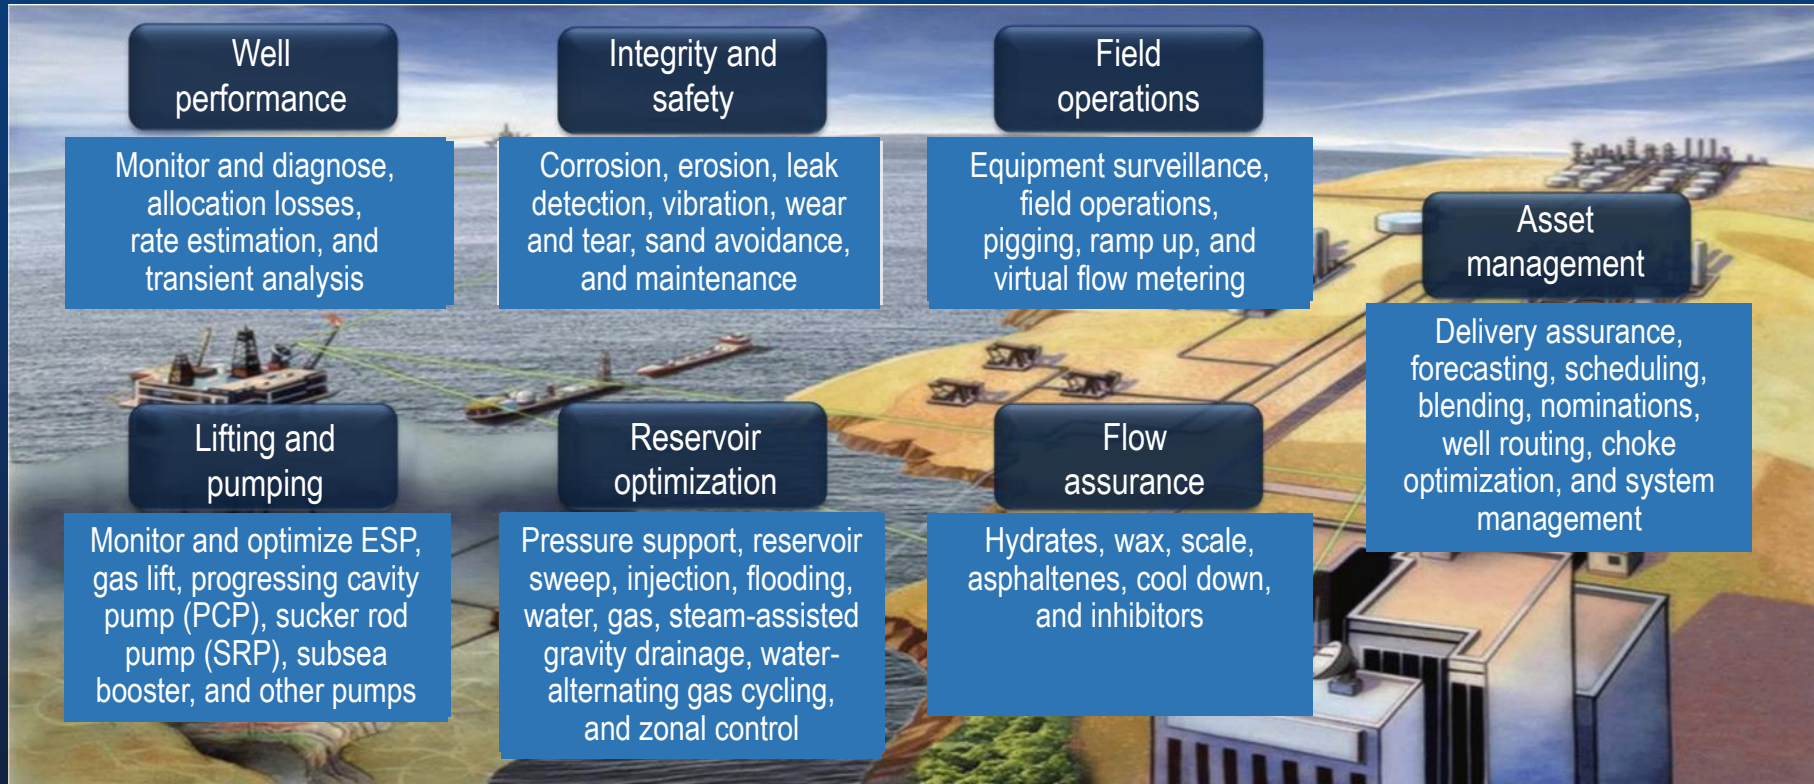 Well
performance
Monitor and diagnose,
allocation losses,
rate estimation, and
transient analysis
Integrity and
safety
Corrosion, erosion, leak
detection, vibration, wear
and tear, sand avoidance,
and maintenance
Field
operations
Equipment surveillance,
field operations,
pigging, ramp up, and
virtual flow metering
Asset
management
Delivery assurance,
forecasting, scheduling,
blending, nominations,
well routing, choke
optimization, and system
management
Lifting and
pumping
Monitor and optimize ESP,
gas lift, progressing cavity
pump (PCP), sucker rod
pump (SRP), subsea
booster, and other pumps
Reservoir
optimization
Pressure support, reservoir
sweep, injection, flooding,
water, gas, steam-assisted
gravity drainage, water-
alternating gas cycling,
and zonal control
Flow
assurance
Hydrates, wax, scale,
asphaltenes, cool down,
and inhibitors